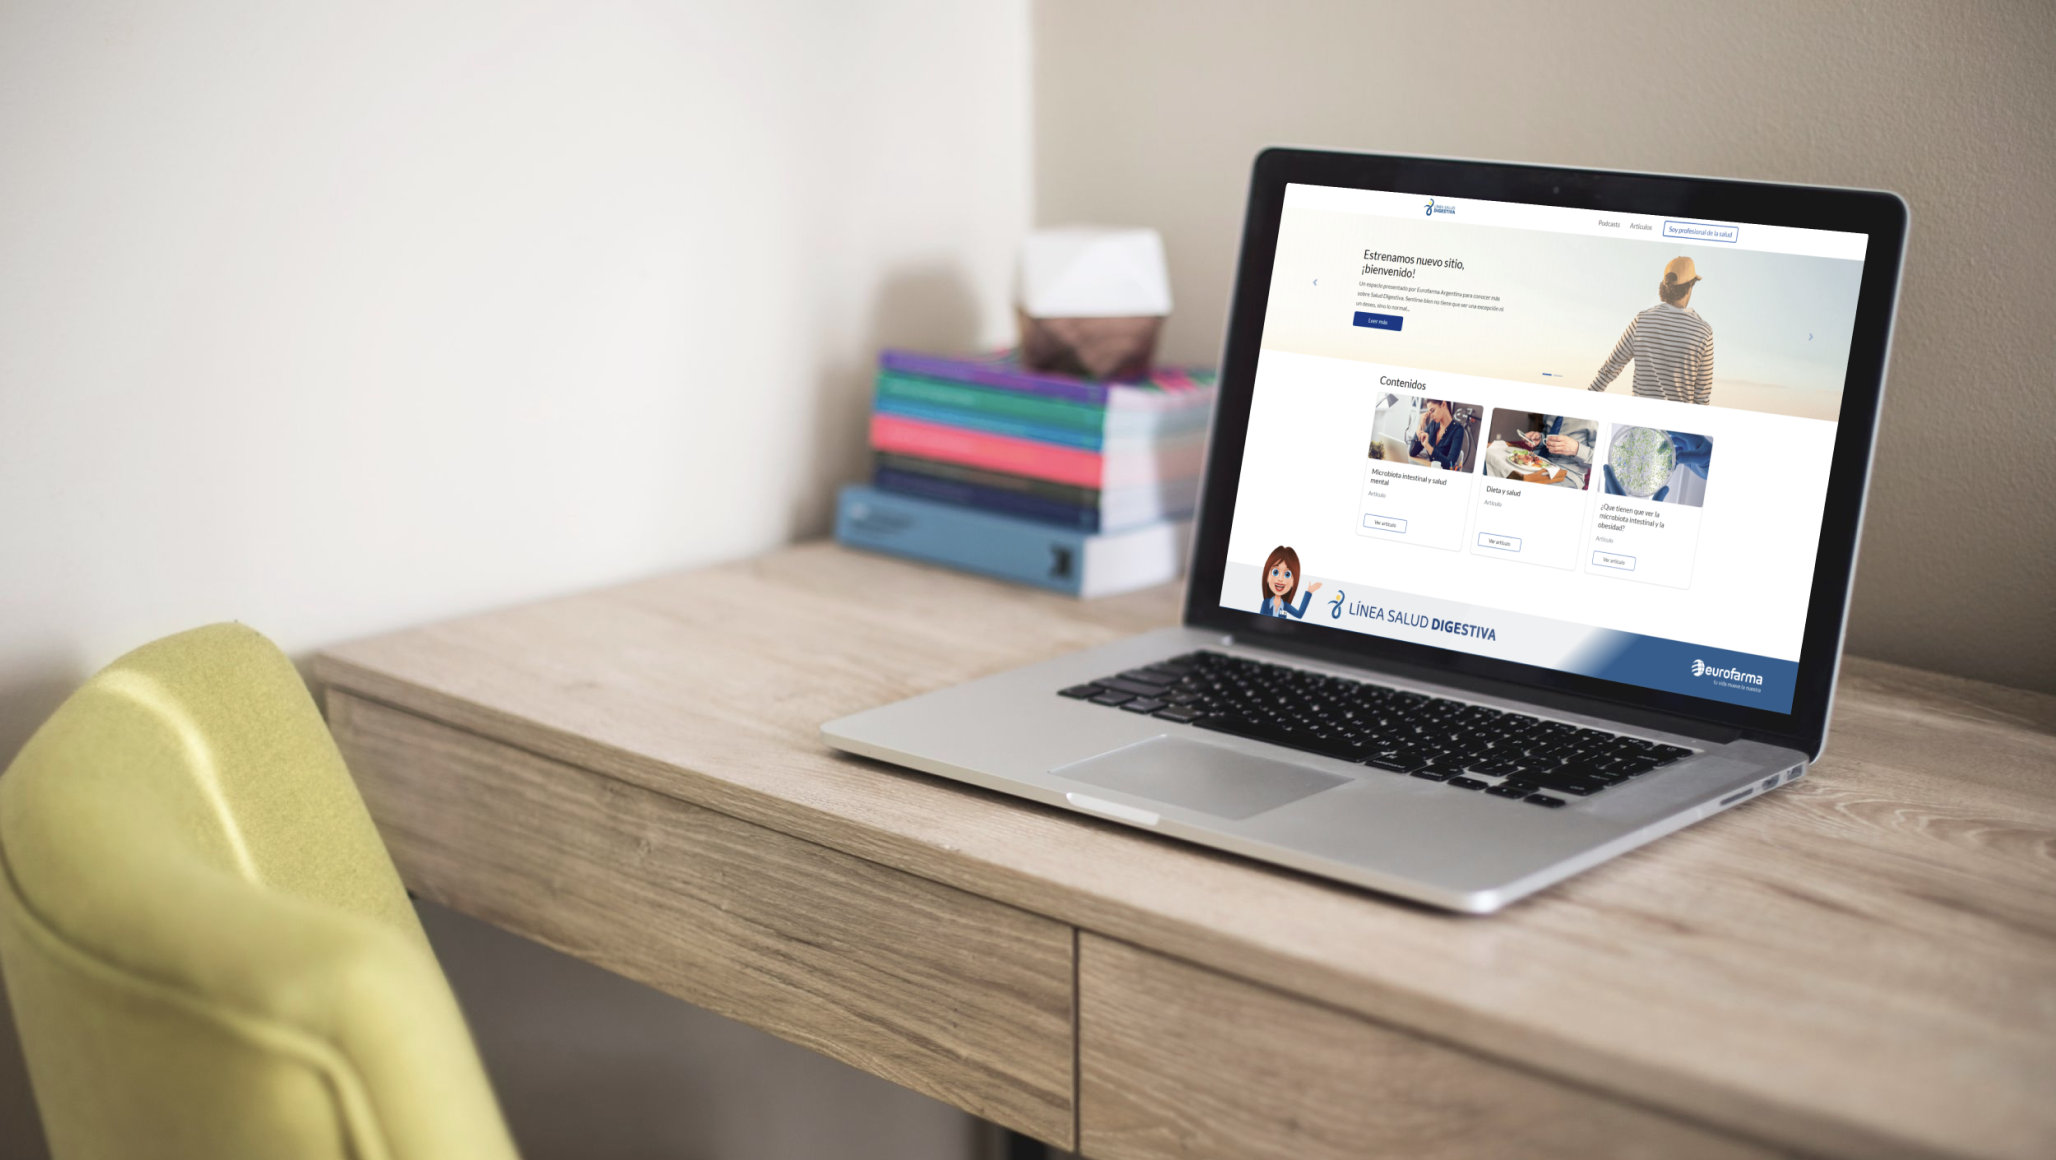 LÍNEA SALUD
DIGESTIVA
Podcasts
Artículos
Soy profesional de la salud
Estrenamos nuevo sitio,
¡bienvenido!
Un espacio presentado por Eurofarma Argentina para conocer más
sobre Salud Digestiva. Sentirse bien no tiene que ser una excepción ni
un deseo, sino lo normal...
Leer más
Contenidos
Microbiota intestinal y salud
mental
Artículo
Ver artículo
Dieta y salud
Artículo
Ver artículo
¿Que tienen que ver la
microbiota intestinal y la
obesidad?
Artículo
Ver artículo
LÍNEA SALUD DIGESTIVA
eurofarma